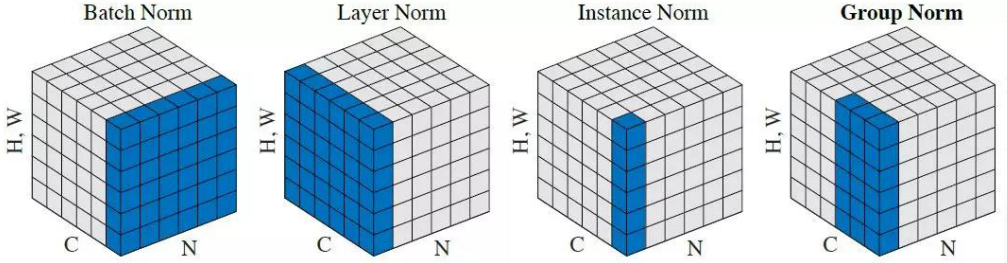 Batch Norm
Layer Norm
Instance Norm
Group Norm
H, W
C
N
H, W
C
N
H, W
C
N
H, W
C
N